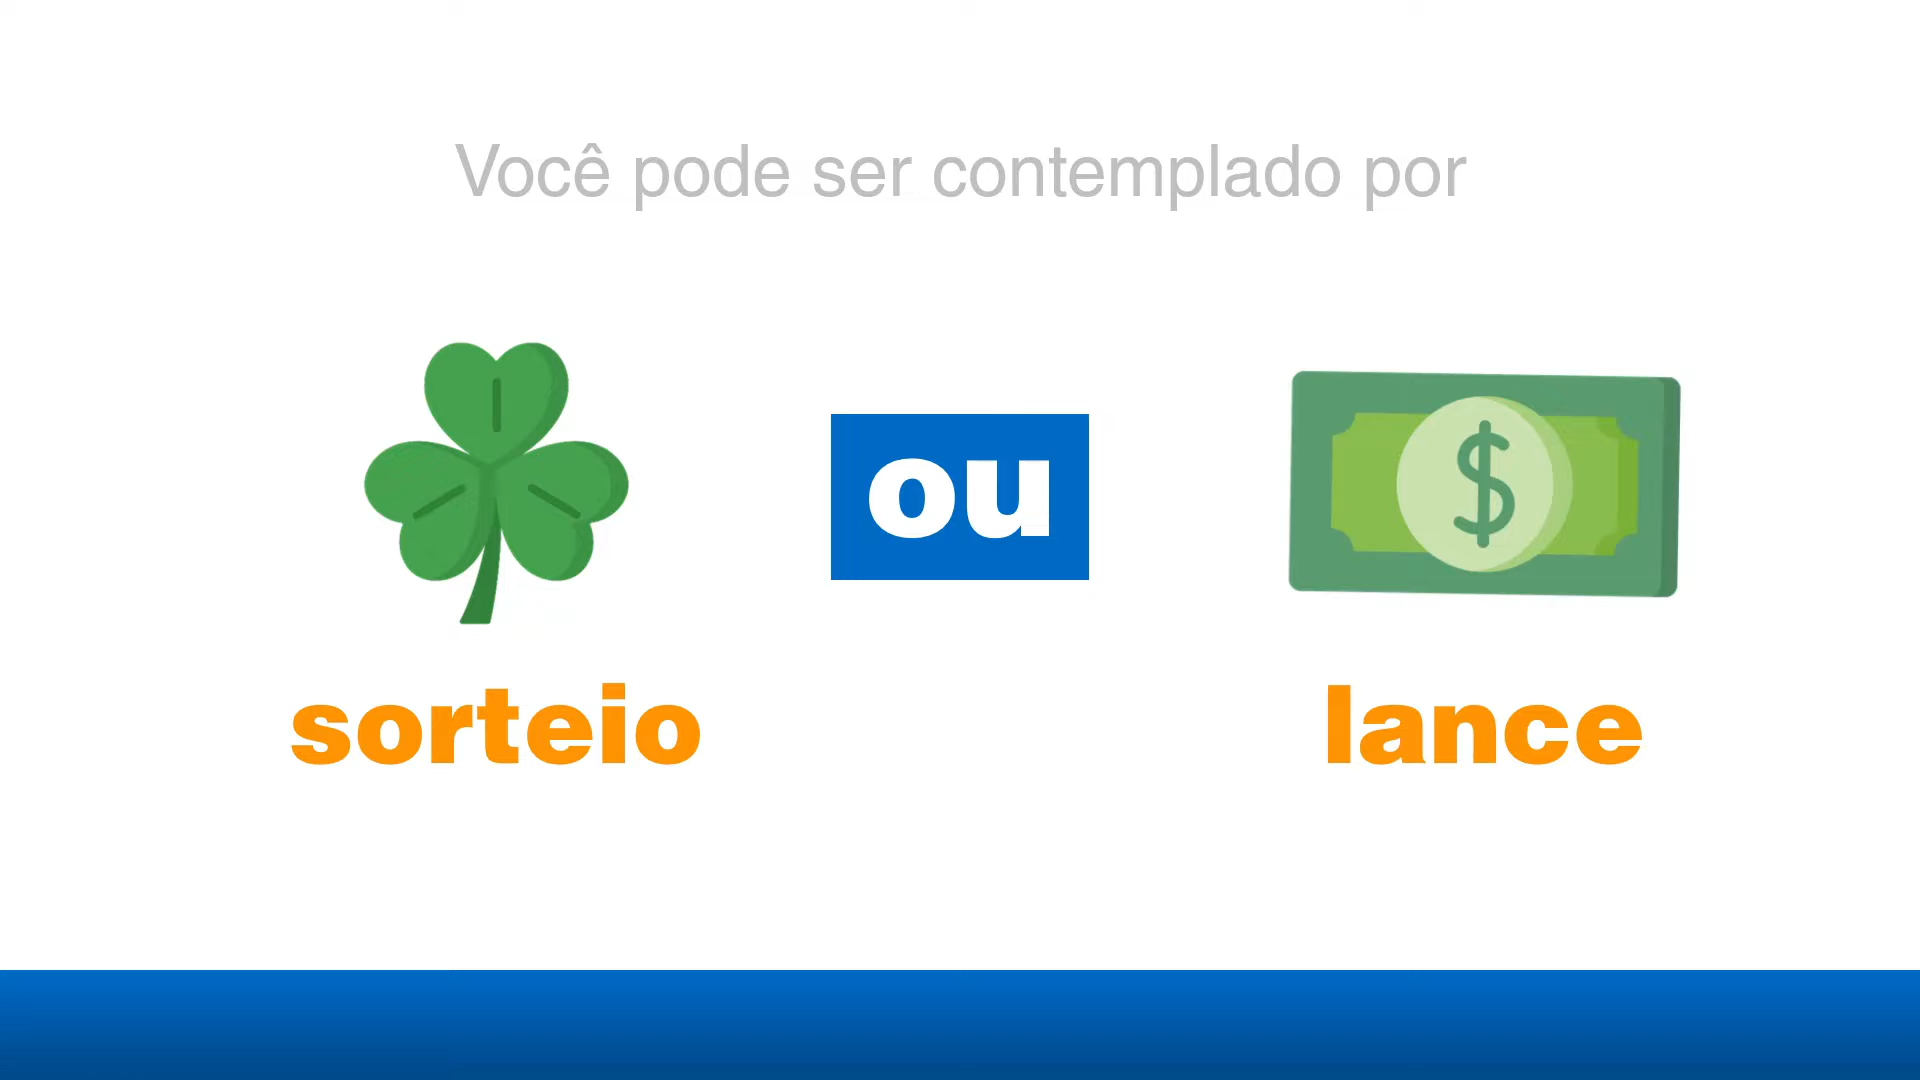 Você pode ser contemplado por
ou
$
sorteio
lance